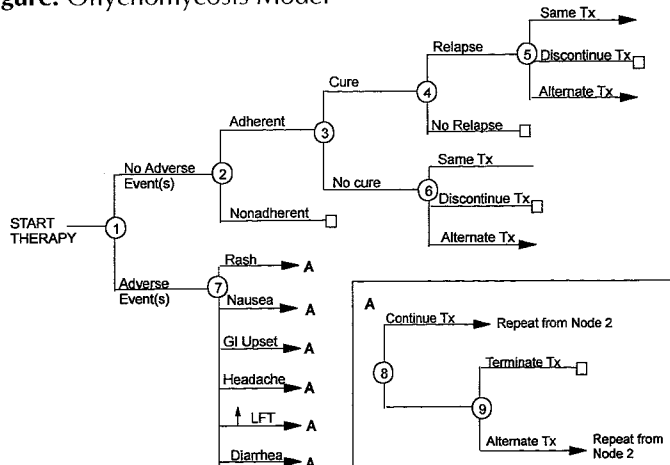 Figure. Onychomycosis Model
Same Tx
Relapse
5
Discontinue Tx
Cure
4
Alternate Tx
Adherent
3
No Relapse
No Adverse
Event(s)
2
Same Tx
No cure
6
Discontinue Tx
Nonadherent
Alternate Tx
START
THERAPY
1
Adverse
Event(s)
7
Rash
A
Nausea
A
GI Upset
A
Headache
A
LFT
A
Diarrhea
A
A
Continue Tx
Repeat from Node 2
8
Terminate Tx
9
Alternate Tx
Repeat from
Node 2